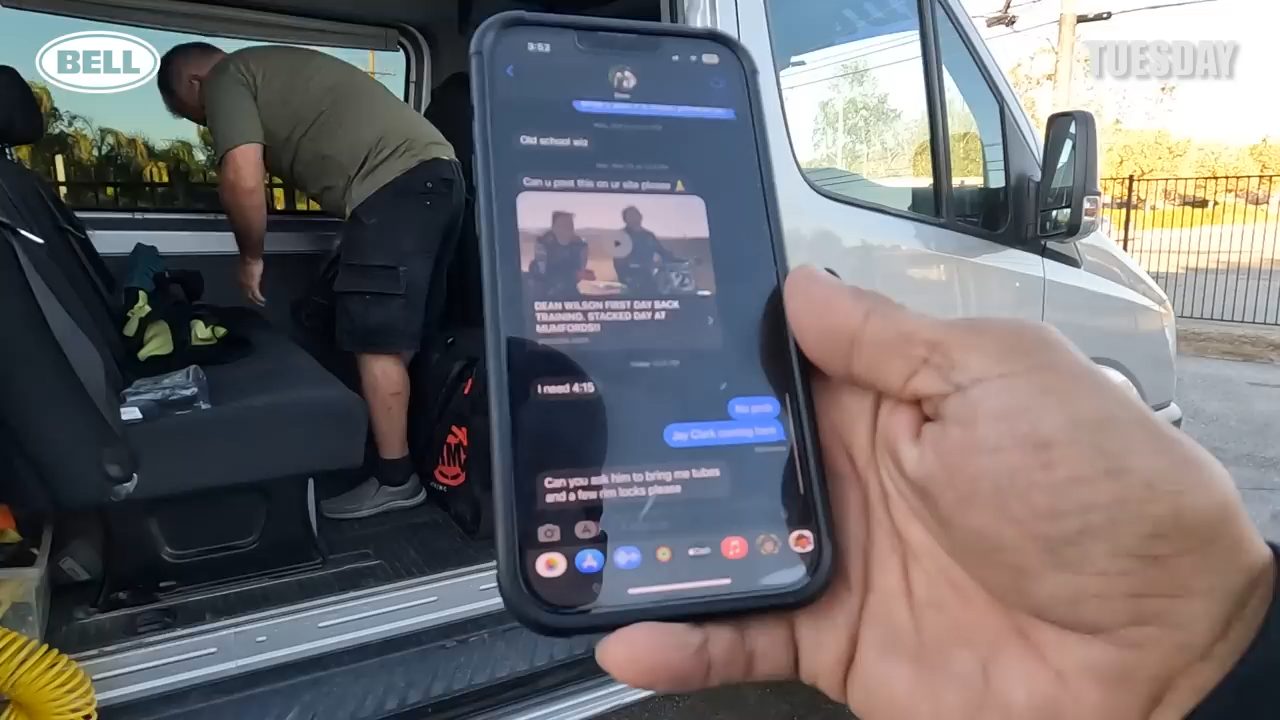 BELL
TUESDAY
3:53
Old school wiz
Can u post this on ur site please 🙏
DEAN WILSON FIRST DAY BACK
TRAINING. STACKED DAY AT
MUMFORDS!!
I need 4:15
No prob
Jay Clark coming here
Can you ask him to bring me tubes
and a few rim locks please